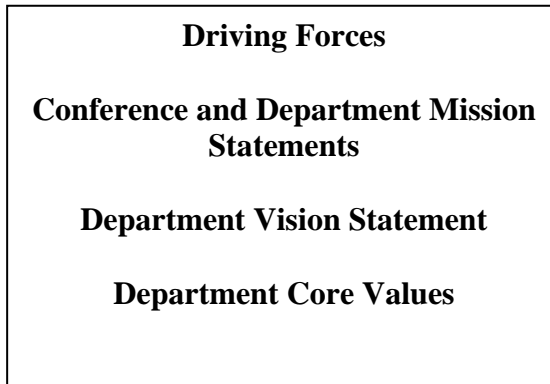 Driving Forces
Conference and Department Mission
Statements
Department Vision Statement
Department Core Values